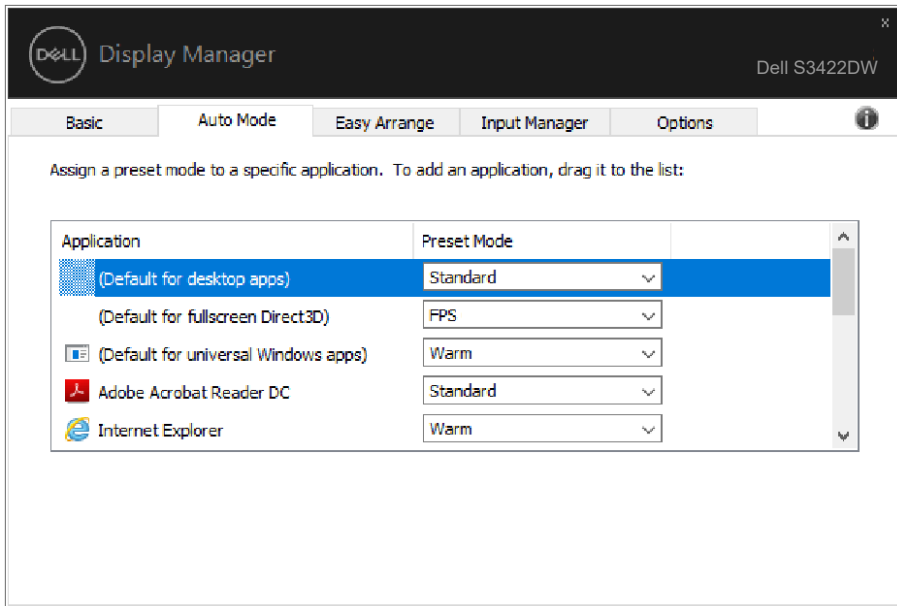 DELL
Display Manager
x
Dell S3422DW
Basic
Auto Mode
Easy Arrange
Input Manager
Options
Assign a preset mode to a specific application. To add an application, drag it to the list:
Application
Preset Mode
(Default for desktop apps)
Standard
(Default for fullscreen Direct3D)
FPS
(Default for universal Windows apps)
Warm
Adobe Acrobat Reader DC
Standard
Internet Explorer
Warm